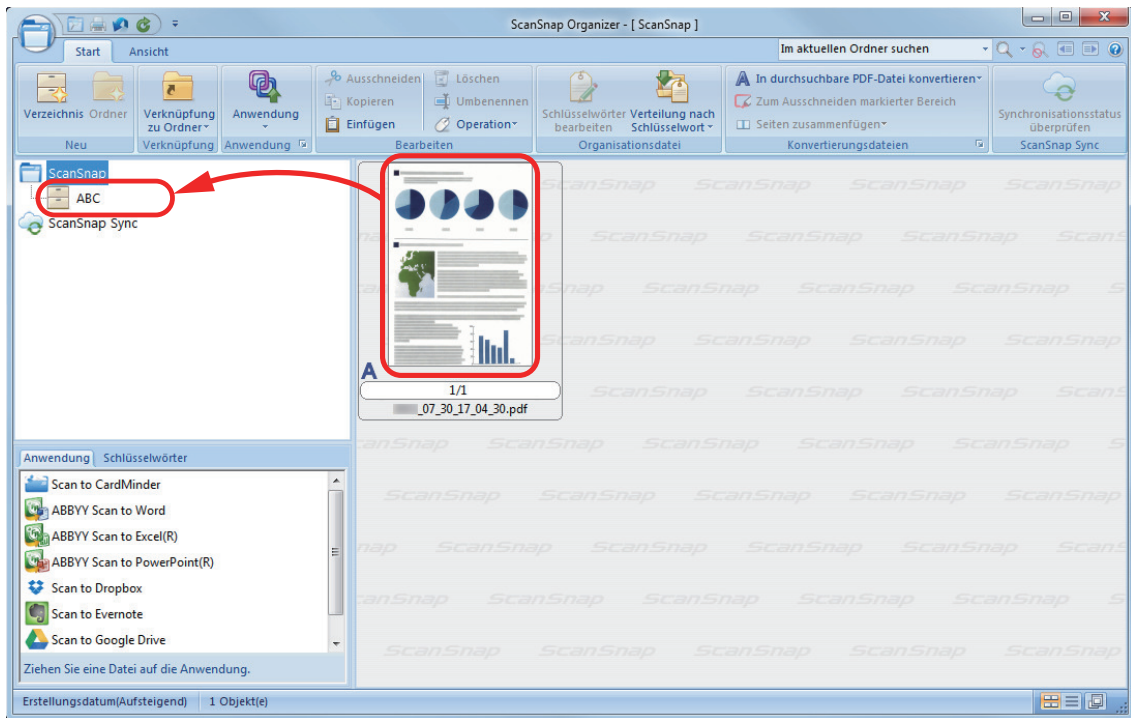 ScanSnap Organizer - [ ScanSnap ]
Start Ansicht
Im aktuellen Ordner suchen
Verzeichnis Ordner
Neu
Verknüpfung
zu Ordner
Verknüpfung
Anwendung
Anwendung
Ausschneiden
Kopieren
Einfügen
Löschen
Umbenennen
Operation
Bearbeiten
Schlüsselwörter
bearbeiten
Verteilung nach
Schlüsselwort
Organisationsdatei
In durchsuchbare PDF-Datei konvertieren
Zum Ausschneiden markierter Bereich
Seiten zusammenfügen
Konvertierungsdateien
Synchronisationsstatus
überprüfen
ScanSnap Sync
ScanSnap
ABC
ScanSnap Sync
A
1/1
_07_30_17_04_30.pdf
Anwendung Schlüsselwörter
Scan to CardMinder
ABBYY Scan to Word
ABBYY Scan to Excel(R)
ABBYY Scan to PowerPoint(R)
Scan to Dropbox
Scan to Evernote
Scan to Google Drive
Ziehen Sie eine Datei auf die Anwendung.
Erstellungsdatum(Aufsteigend) 1 Objekt(e)